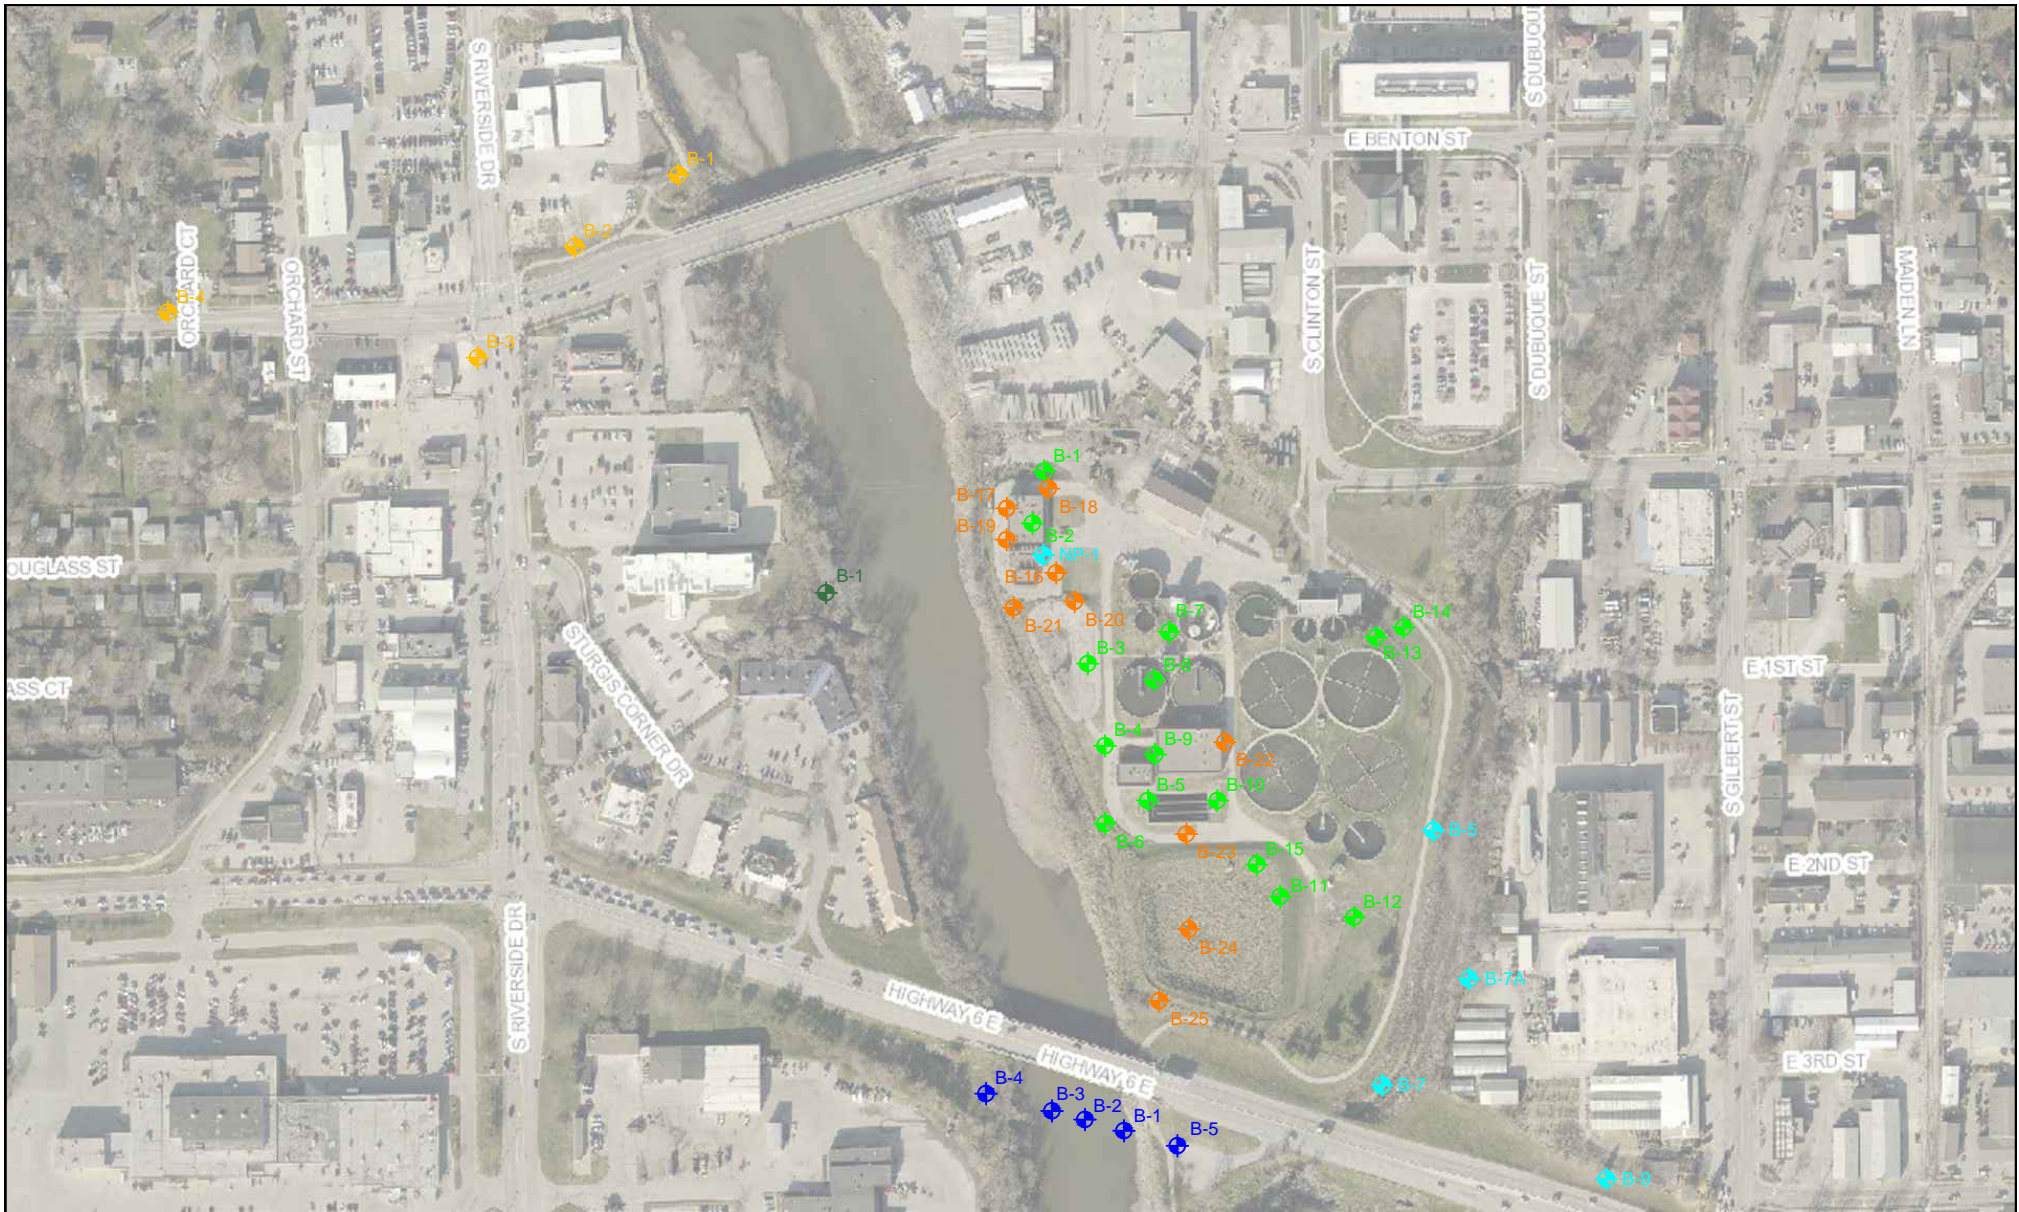 S RIVERSIDE DR
S DUBUQU
E BENTON ST
B-1
B-2
ORCHARD CT
ORCHARD ST
B-4
B-3
S CLINTON ST
S DUBUQUE ST
MAIDEN LN
B-1
B-17
B-18
B-19
B-2
NP-1
B-16
OUGLASS ST
B-1
B-20
B-21
B-7
B-14
B-13
B-3
B-8
E 1ST ST
ASS CT
STURGIS CORNER DR
B-4
B-9
B-22
S GILBERT ST
B-5
B-10
B-6
B-23
B-5
B-15
E 2ND ST
B-11
B-12
B-24
S RIVERSIDE DR
B-7A
HIGHWAY 6 E
B-25
HIGHWAY 6 E
E 3RD ST
B-4
B-7
B-3
B-2
B-1
B-5
B-9